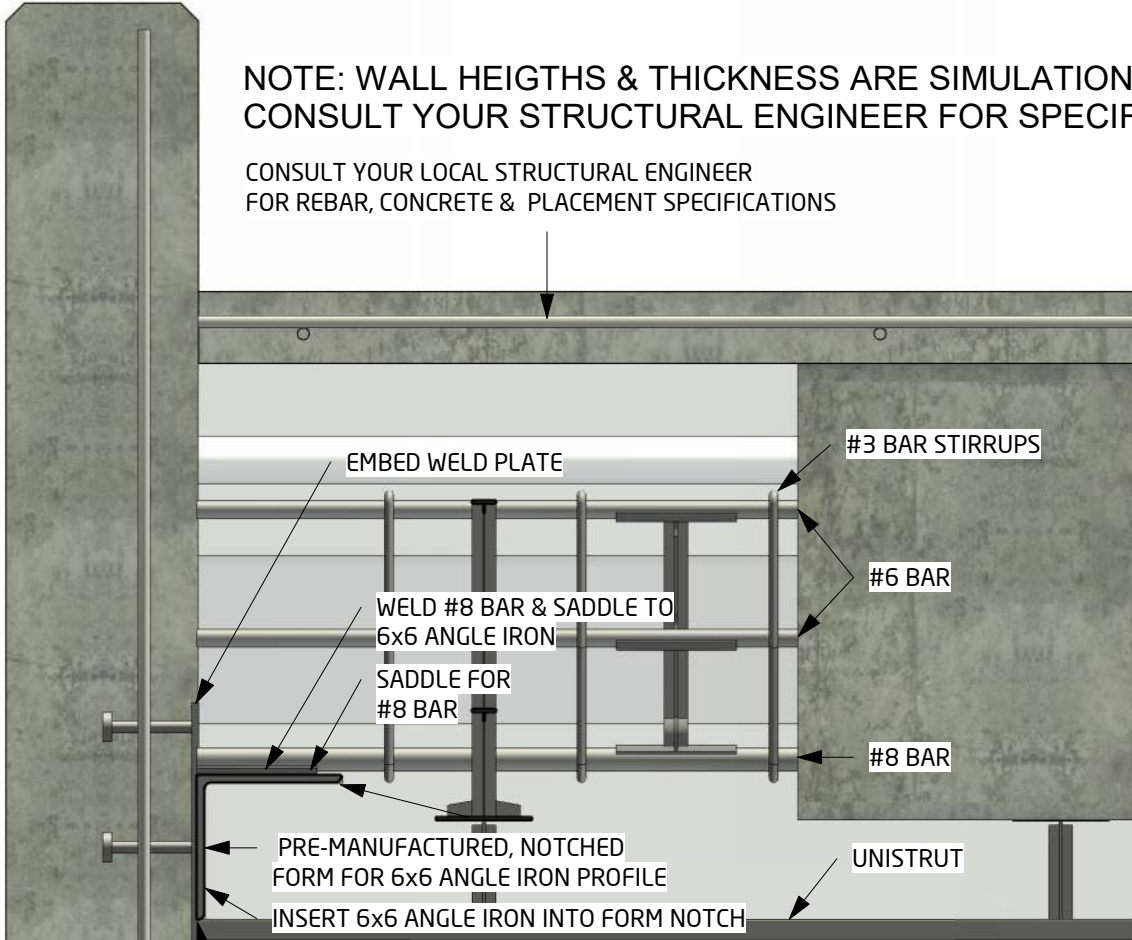 NOTE: WALL HEIGTHS & THICKNESS ARE SIMULATION
CONSULT YOUR STRUCTURAL ENGINEER FOR SPECIF
CONSULT YOUR LOCAL STRUCTURAL ENGINEER
FOR REBAR, CONCRETE & PLACEMENT SPECIFICATIONS
#3 BAR STIRRUPS
EMBED WELD PLATE
#6 BAR
WELD #8 BAR & SADDLE TO
6x6 ANGLE IRON
SADDLE FOR
#8 BAR
#8 BAR
PRE-MANUFACTURED, NOTCHED
FORM FOR 6x6 ANGLE IRON PROFILE
UNISTRUT
INSERT 6x6 ANGLE IRON INTO FORM NOTCH